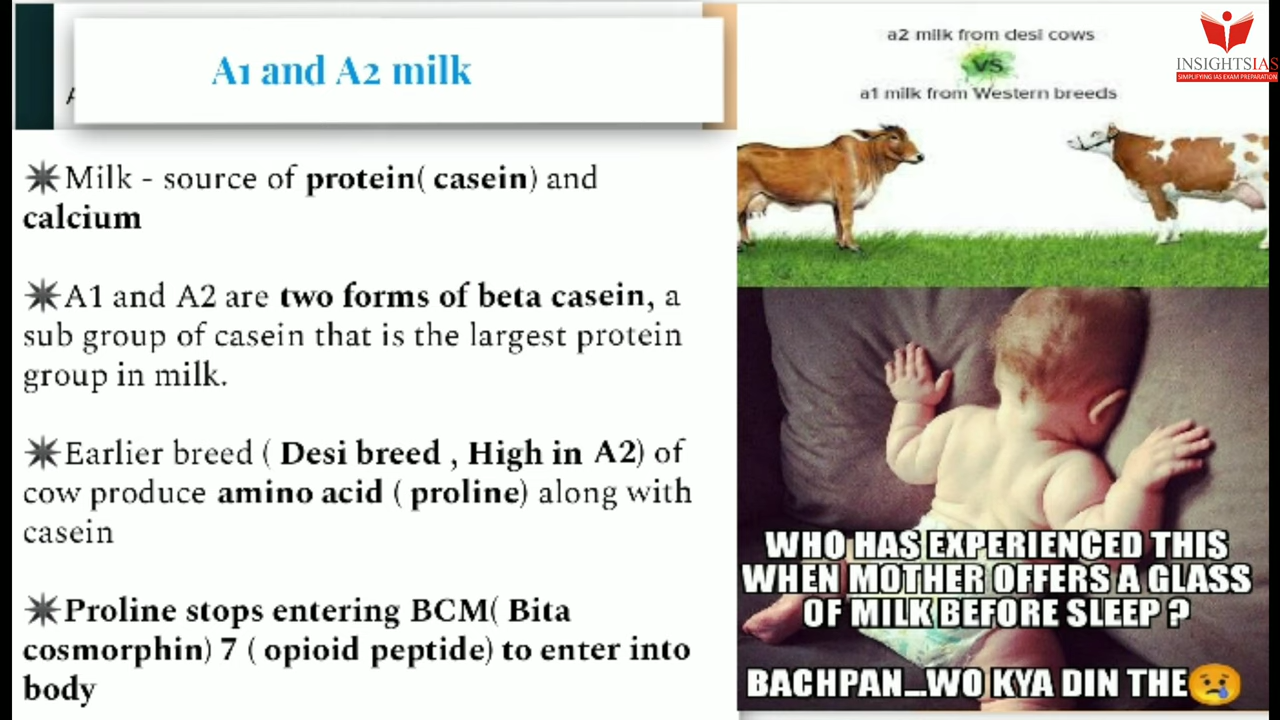 A1 and A2 milk
A
✷Milk - source of protein( casein) and
calcium
✷A1 and A2 are two forms of beta casein, a
sub group of casein that is the largest protein
group in milk.
✷Earlier breed ( Desi breed , High in A2) of
cow produce amino acid ( proline) along with
casein
✷Proline stops entering BCM( Bita
cosmorphin) 7 ( opioid peptide) to enter into
body
a2 milk from desi cows
VS
a1 milk from Western breeds
INSIGHTSIAS
SIMPLIFYING IAS EXAM PREPARATION
WHO HAS EXPERIENCED THIS
WHEN MOTHER OFFERS A GLASS
OF MILK BEFORE SLEEP ?
BACHPAN...WO KYA DIN THE😢